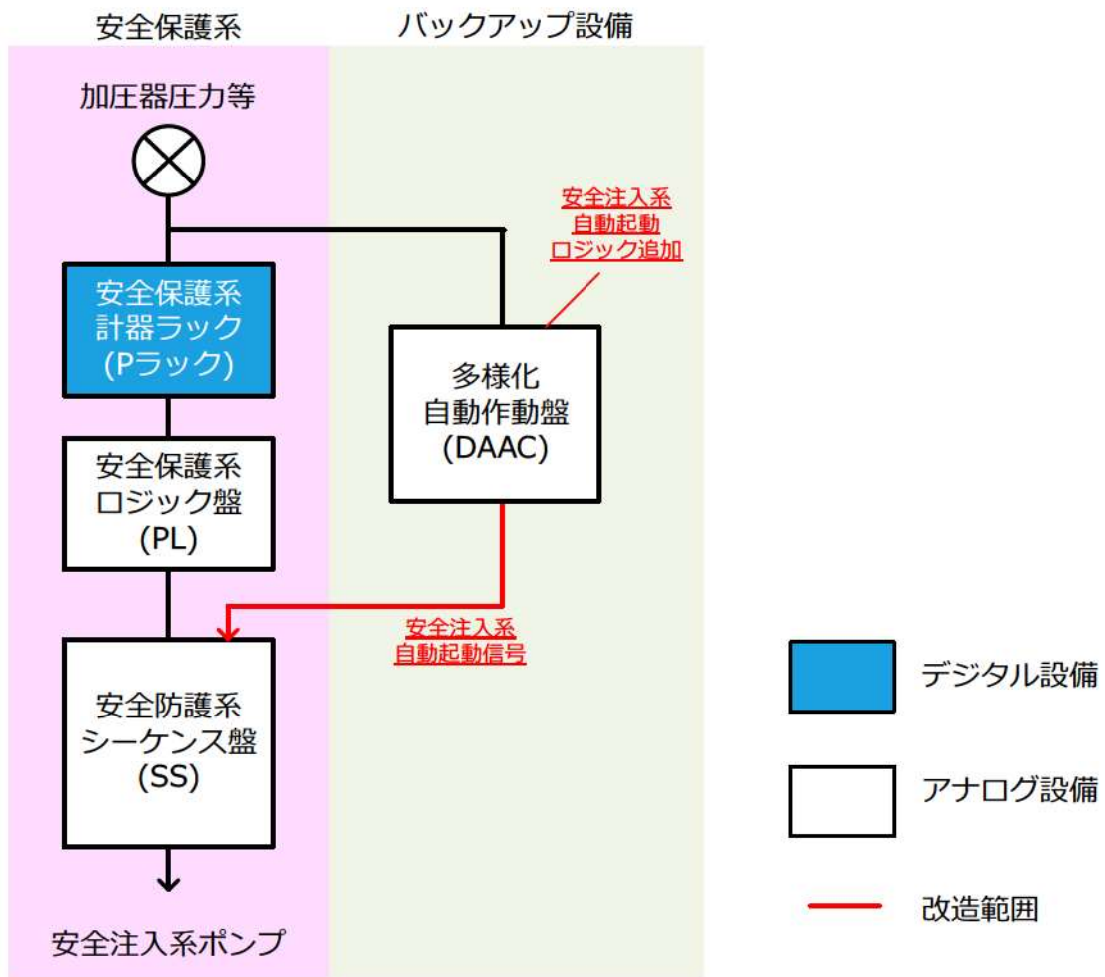 安全保護系
バックアップ設備
加圧器圧力等
安全注入系
自動起動
ロジック追加
安全保護系
計器ラック
(Pラック)
多様化
自動作動盤
(DAAC)
安全保護系
ロジック盤
(PL)
安全注入系
自動起動信号
安全防護系
シーケンス盤
(SS)
安全注入系ポンプ
デジタル設備
アナログ設備
改造範囲